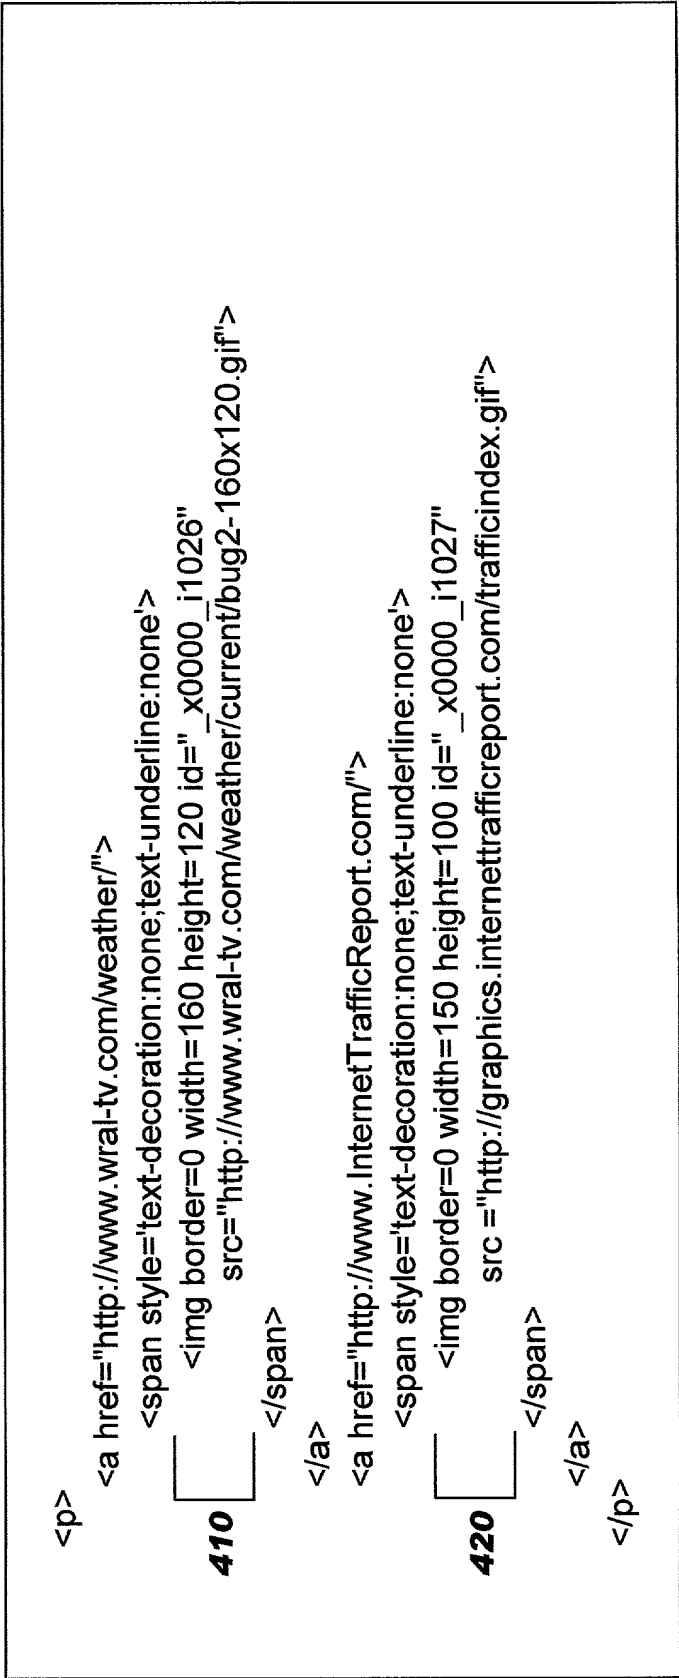 <p>
<a href="http://www.wral-tv.com/weather/">
<span style='text-decoration:none;text-underline:none'>
<img border=0 width=160 height=120 id="_x0000_i1026"
410
src="http://www.wral-tv.com/weather/current/bug2-160x120.gif">
</span>
</a>
<a href="http://www.InternetTrafficReport.com/">
<span style='text-decoration:none;text-underline:none'>
<img border=0 width=150 height=100 id="_x0000_i1027"
420
src ="http://graphics.internettrafficreport.com/trafficindex.gif">
</span>
</a>
</p>